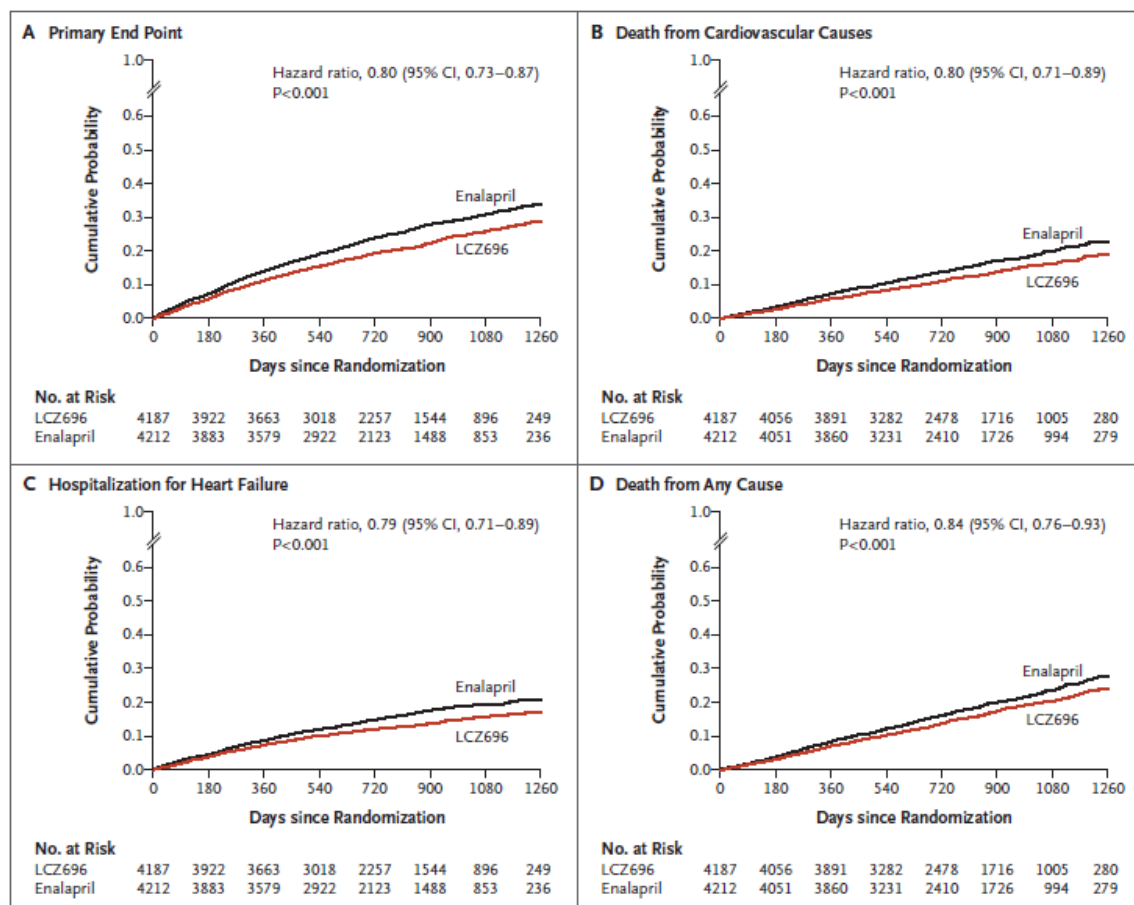 A Primary End Point
1.0
Hazard ratio, 0.80 (95% CI, 0.73–0.87)
P<0.001
0.6
0.5
0.4
0.3
0.2
0.1
0.0
Cumulative Probability
Enalapril
LCZ696
0 180 360 540 720 900 1080 1260
Days since Randomization
No. at Risk
LCZ696 4187 3922 3663 3018 2257 1544 896 249
Enalapril 4212 3883 3579 2922 2123 1488 853 236
B Death from Cardiovascular Causes
1.0
Hazard ratio, 0.80 (95% CI, 0.71–0.89)
P<0.001
0.6
0.5
0.4
0.3
0.2
0.1
0.0
Cumulative Probability
Enalapril
LCZ696
0 180 360 540 720 900 1080 1260
Days since Randomization
No. at Risk
LCZ696 4187 4056 3891 3282 2478 1716 1005 280
Enalapril 4212 4051 3860 3231 2410 1726 994 279
C Hospitalization for Heart Failure
1.0
Hazard ratio, 0.79 (95% CI, 0.71–0.89)
P<0.001
0.6
0.5
0.4
0.3
0.2
0.1
0.0
Cumulative Probability
Enalapril
LCZ696
0 180 360 540 720 900 1080 1260
Days since Randomization
No. at Risk
LCZ696 4187 3922 3663 3018 2257 1544 896 249
Enalapril 4212 3883 3579 2922 2123 1488 853 236
D Death from Any Cause
1.0
Hazard ratio, 0.84 (95% CI, 0.76–0.93)
P<0.001
0.6
0.5
0.4
0.3
0.2
0.1
0.0
Cumulative Probability
Enalapril
LCZ696
0 180 360 540 720 900 1080 1260
Days since Randomization
No. at Risk
LCZ696 4187 4056 3891 3282 2478 1716 1005 280
Enalapril 4212 4051 3860 3231 2410 1726 994 279